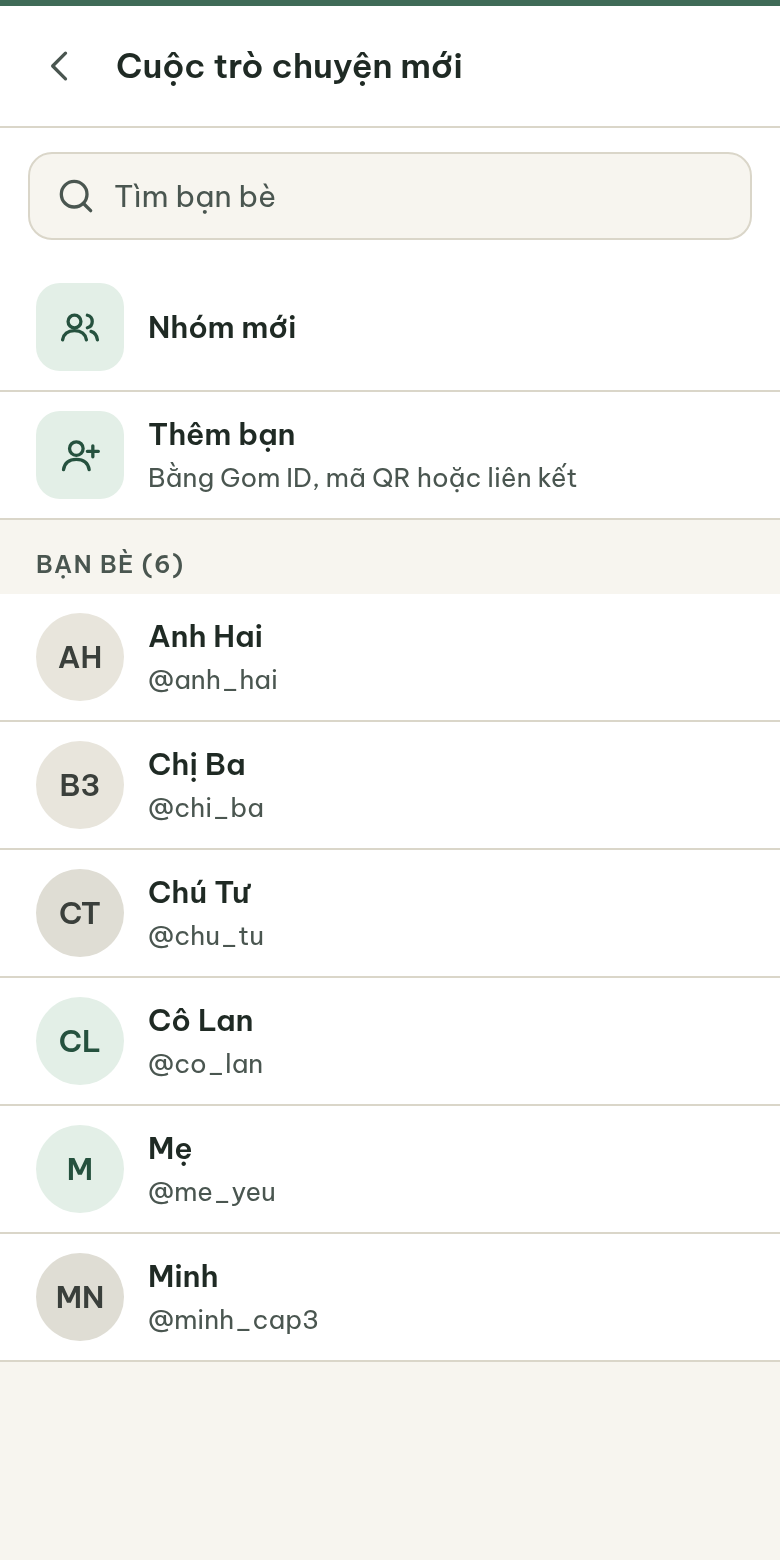 Cuộc trò chuyện mới
Tìm bạn bè
Nhóm mới
Thêm bạn
Bằng Gom ID, mã QR hoặc liên kết
BẠN BÈ (6)
AH
Anh Hai
@anh_hai
B3
Chị Ba
@chi_ba
CT
Chú Tư
@chu_tu
CL
Cô Lan
@co_lan
M
Mẹ
@me_yeu
MN
Minh
@minh_cap3